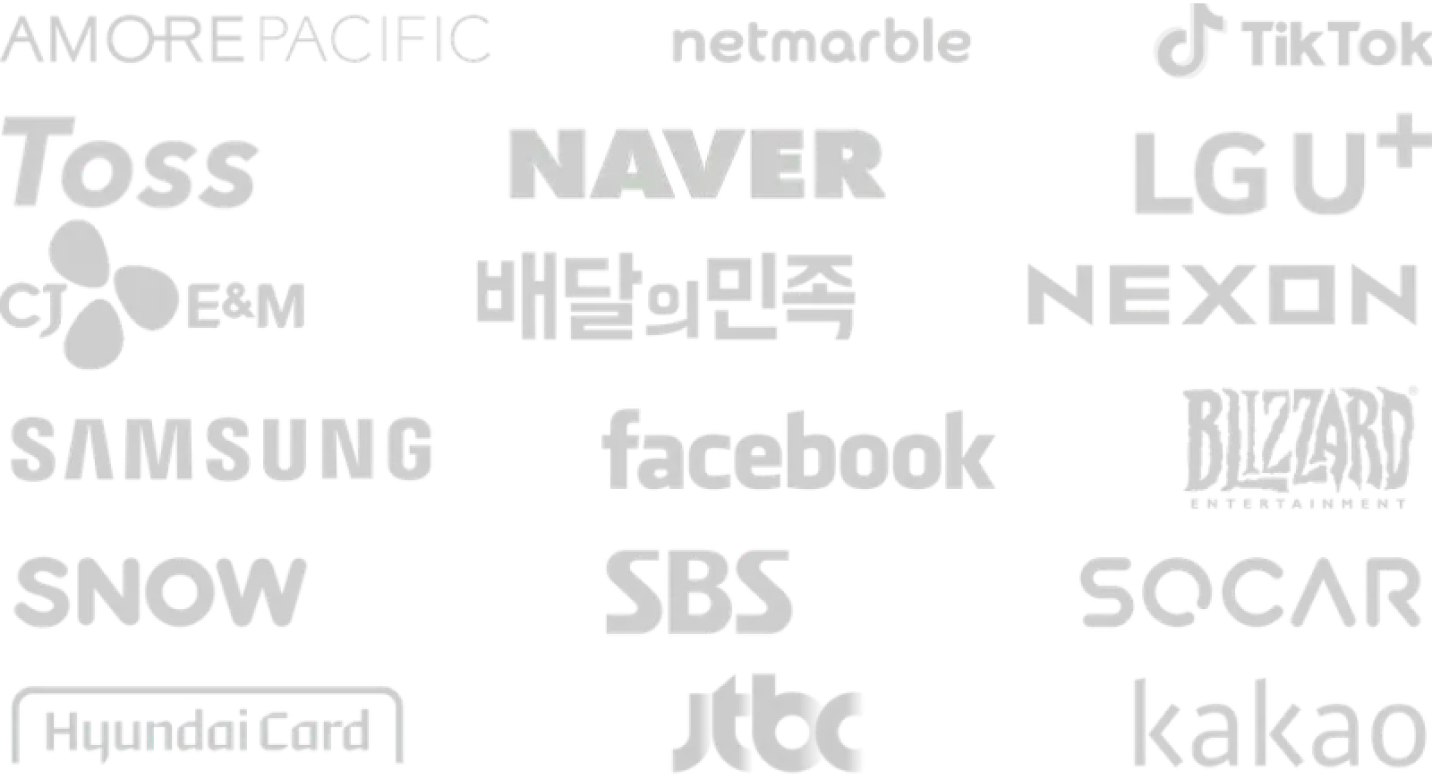 AMOREPACIFIC netmarble TikTok
Toss NAVER LG U+
CJ E&M 배달의민족 NEXON
SAMSUNG facebook BLIZZARD®
ENTERTAINMENT
SNOW SBS SOCAR
Hyundai Card jtbc kakao